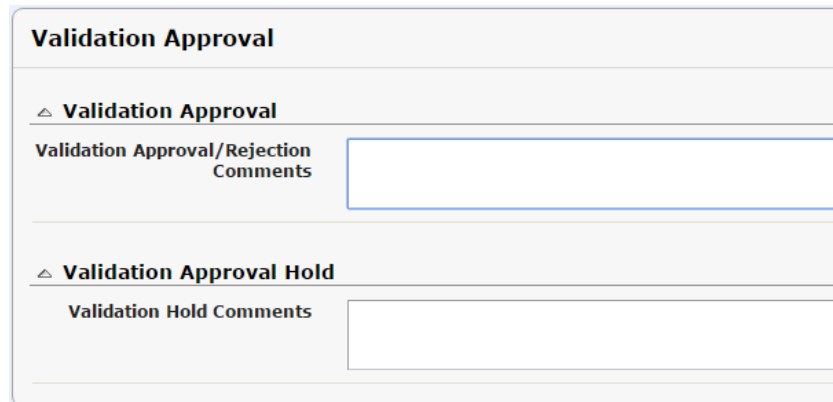 Validation Approval
Validation Approval
Validation Approval/Rejection
Comments
Validation Approval Hold
Validation Hold Comments